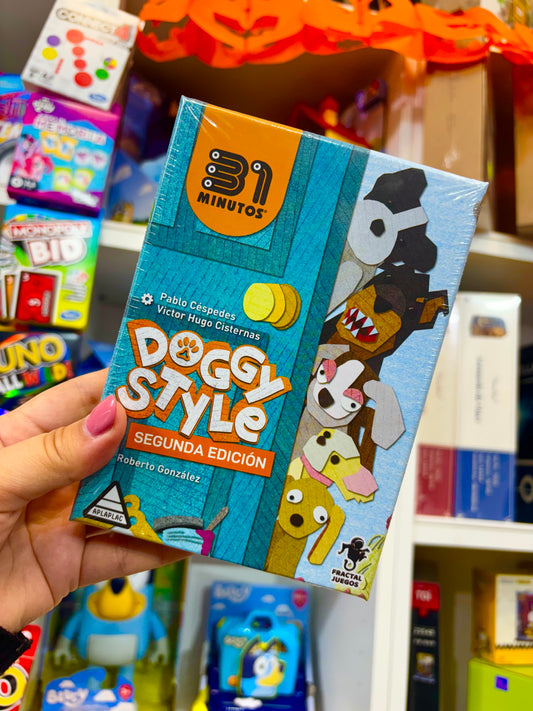 31
MINUTOS
Pablo Céspedes
Víctor Hugo Cisternas
DOGGY
STYLE
SEGUNDA EDICIÓN
Roberto González
APLAPLAC
FRACTAL
JUEGOS
MONOPOLY
BID
UNO